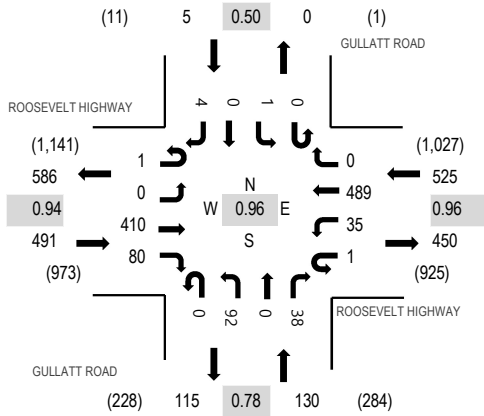 (11) 5 0.50 0 (1)
GULLATT ROAD
ROOSEVELT HIGHWAY
4 0 1 0
(1,141) (1,027)
586 1 0 525
0 N 489
0.94 W 0.96 E 0.96
491 410 S 35 450
80 1
(973) (925)
0 92 0 38
ROOSEVELT HIGHWAY
GULLATT ROAD
(228) 115 0.78 130 (284)